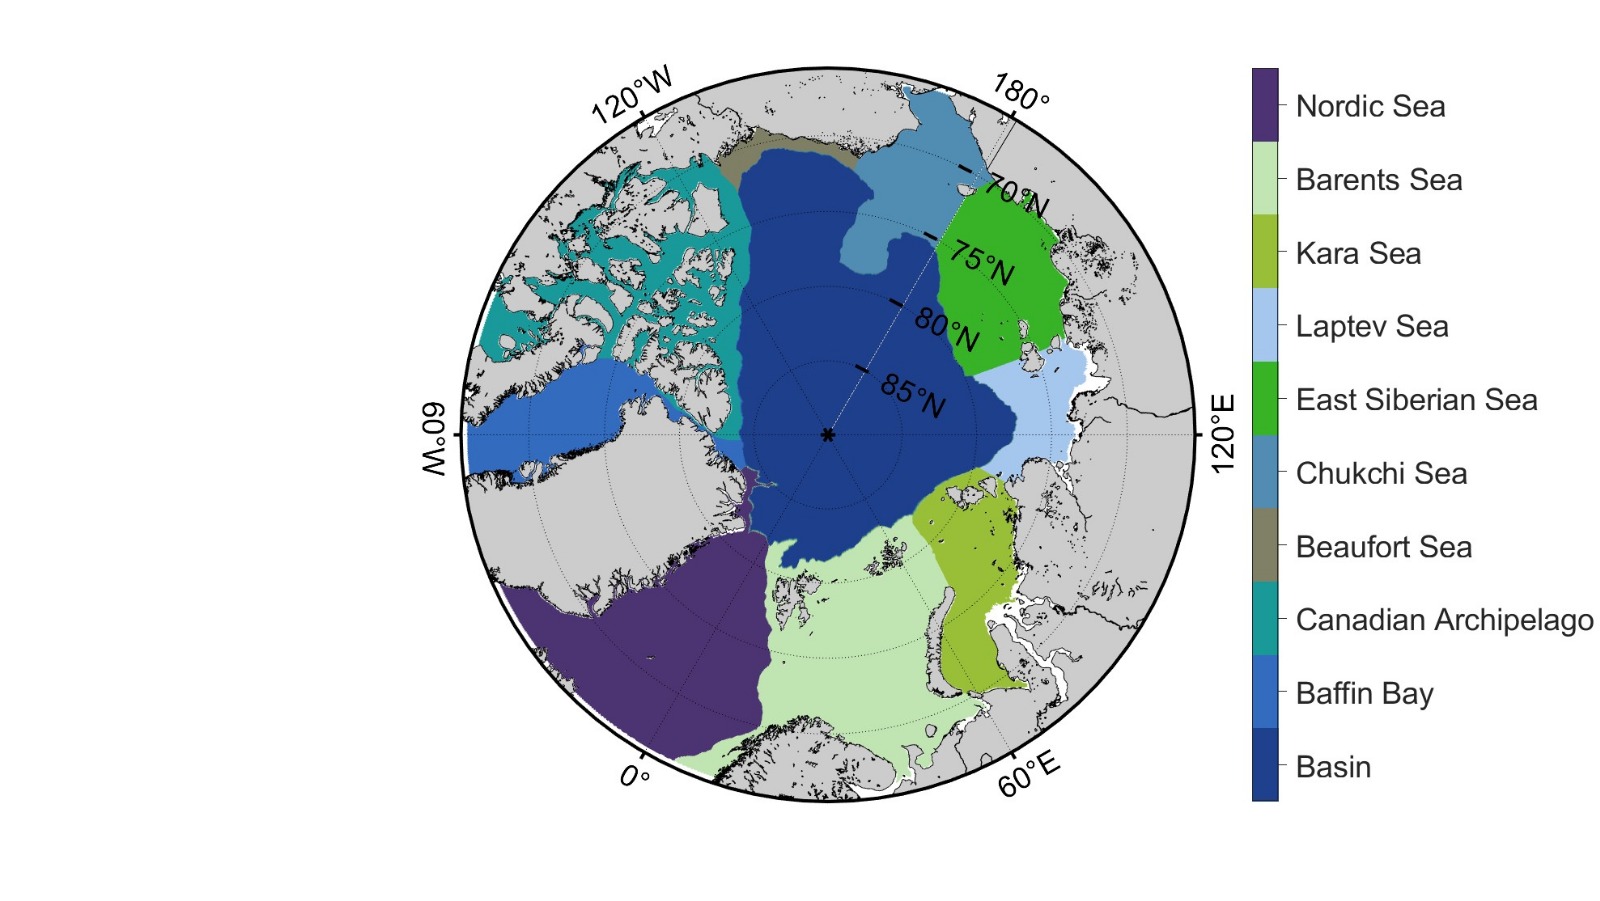 120°W
180°
70°N
75°N
80°N
85°N
60°W
120°E
0°
60°E
Nordic Sea
Barents Sea
Kara Sea
Laptev Sea
East Siberian Sea
Chukchi Sea
Beaufort Sea
Canadian Archipelago
Baffin Bay
Basin